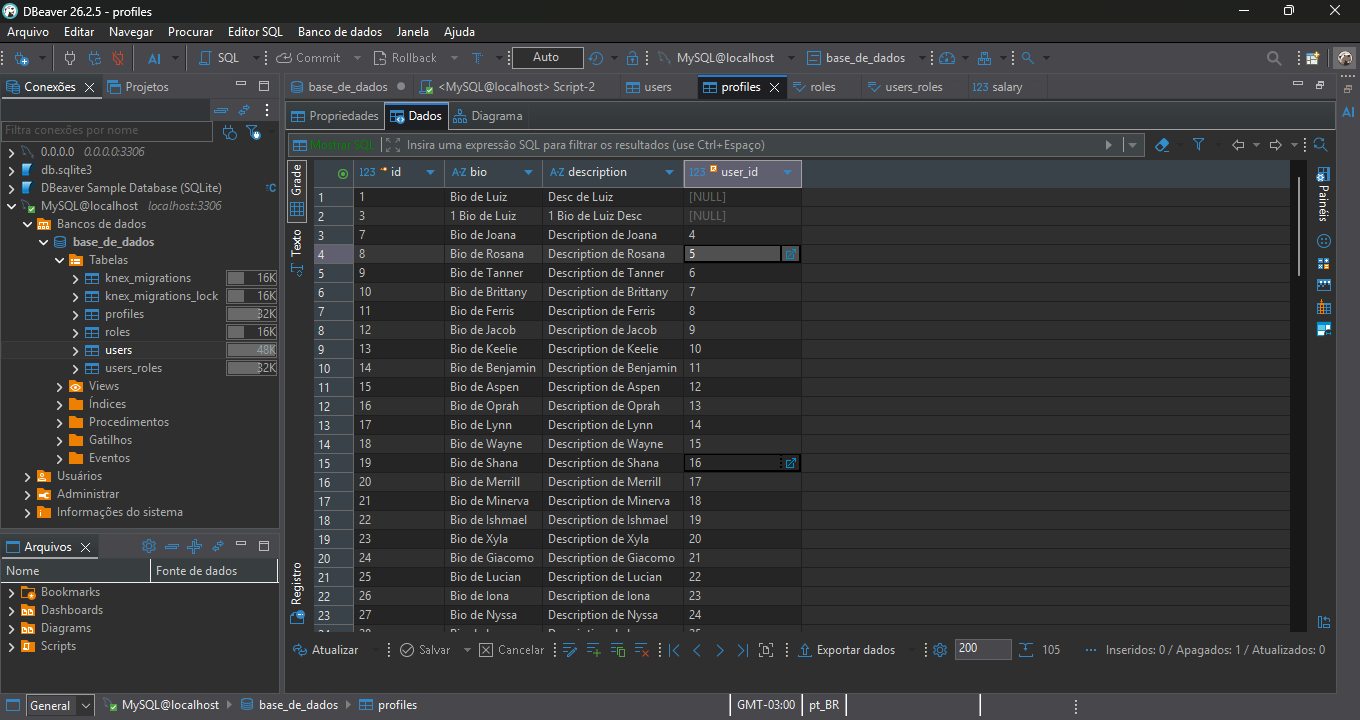 DBeaver 26.2.5 - profiles
Arquivo Editar Navegar Procurar Editor SQL Banco de dados Janela Ajuda
AI SQL Commit Rollback Auto MySQL@localhost base_de_dados
Conexões Projetos
Filtra conexões por nome
0.0.0.0 0.0.0.0:3306
db.sqlite3
DBeaver Sample Database (SQLite)
MySQL@localhost localhost:3306
Bancos de dados
base_de_dados
Tabelas
knex_migrations 16K
knex_migrations_lock 16K
profiles 32K
roles 16K
users 48K
users_roles 32K
Views
Índices
Procedimentos
Gatilhos
Eventos
Usuários
Administrar
Informações do sistema
Arquivos
Nome Fonte de dados
Bookmarks
Dashboards
Diagrams
Scripts
base_de_dados <MySQL@localhost> Script-2 users profiles roles users_roles 123 salary
Propriedades Dados Diagrama
Mostrar SQL Insira uma expressão SQL para filtrar os resultados (use Ctrl+Espaço)
Grade
Texto
Registro
123 id A-Z bio A-Z description 123 user_id
1 1 Bio de Luiz Desc de Luiz [NULL]
2 3 1 Bio de Luiz 1 Bio de Luiz Desc [NULL]
3 7 Bio de Joana Description de Joana 4
4 8 Bio de Rosana Description de Rosana 5
5 9 Bio de Tanner Description de Tanner 6
6 10 Bio de Brittany Description de Brittany 7
7 11 Bio de Ferris Description de Ferris 8
8 12 Bio de Jacob Description de Jacob 9
9 13 Bio de Keelie Description de Keelie 10
10 14 Bio de Benjamin Description de Benjamin 11
11 15 Bio de Aspen Description de Aspen 12
12 16 Bio de Oprah Description de Oprah 13
13 17 Bio de Lynn Description de Lynn 14
14 18 Bio de Wayne Description de Wayne 15
15 19 Bio de Shana Description de Shana 16
16 20 Bio de Merrill Description de Merrill 17
17 21 Bio de Minerva Description de Minerva 18
18 22 Bio de Ishmael Description de Ishmael 19
19 23 Bio de Xyla Description de Xyla 20
20 24 Bio de Giacomo Description de Giacomo 21
21 25 Bio de Lucian Description de Lucian 22
22 26 Bio de Iona Description de Iona 23
23 27 Bio de Nyssa Description de Nyssa 24
Painéis
AI
Atualizar Salvar Cancelar Exportar dados 200 105 Inseridos: 0 / Apagados: 1 / Atualizados: 0
General MySQL@localhost base_de_dados profiles GMT-03:00 pt_BR